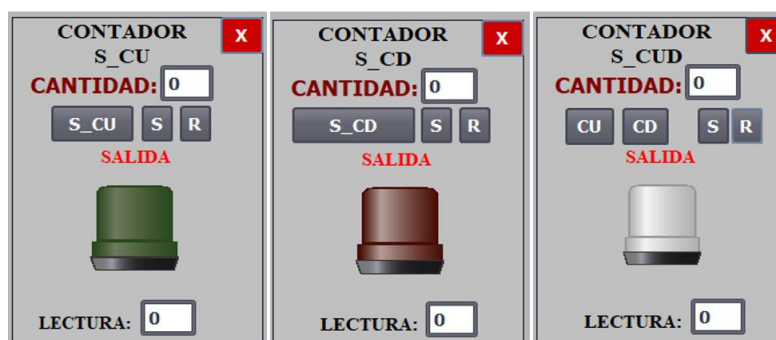 CONTADOR X
S_CU
CANTIDAD: 0
S_CU S R
SALIDA
LECTURA: 0
CONTADOR X
S_CD
CANTIDAD: 0
S_CD S R
SALIDA
LECTURA: 0
CONTADOR X
S_CUD
CANTIDAD: 0
CU CD S R
SALIDA
LECTURA: 0